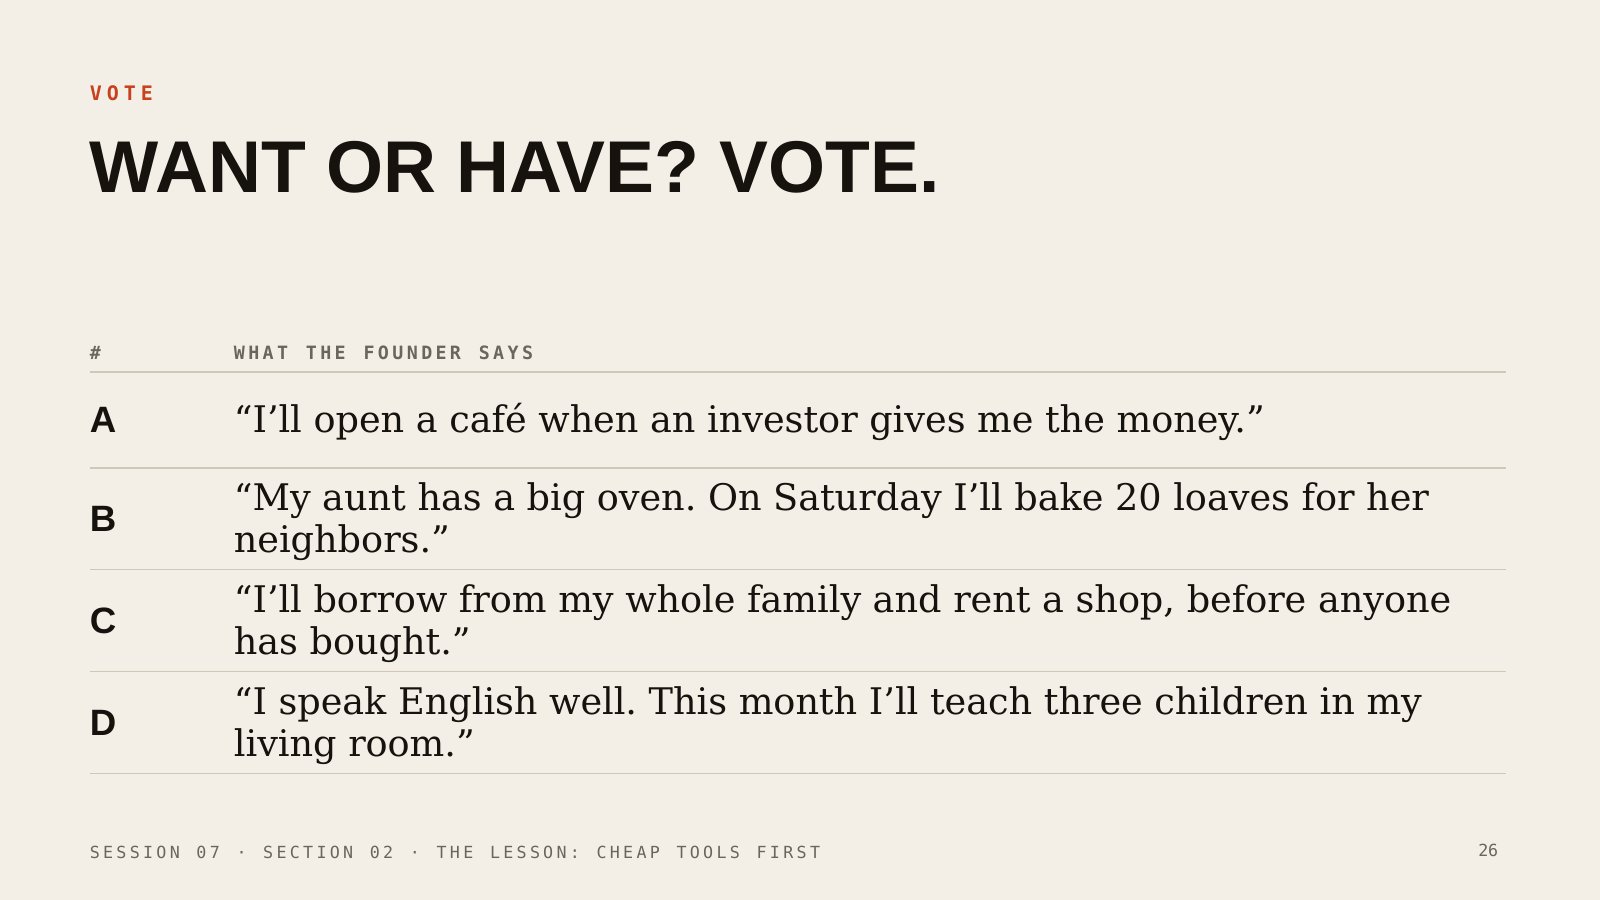 VOTE
WANT OR HAVE? VOTE.
# WHAT THE FOUNDER SAYS
A “I’ll open a café when an investor gives me the money.”
B “My aunt has a big oven. On Saturday I’ll bake 20 loaves for her
neighbors.”
C “I’ll borrow from my whole family and rent a shop, before anyone
has bought.”
D “I speak English well. This month I’ll teach three children in my
living room.”
SESSION 07 · SECTION 02 · THE LESSON: CHEAP TOOLS FIRST 26